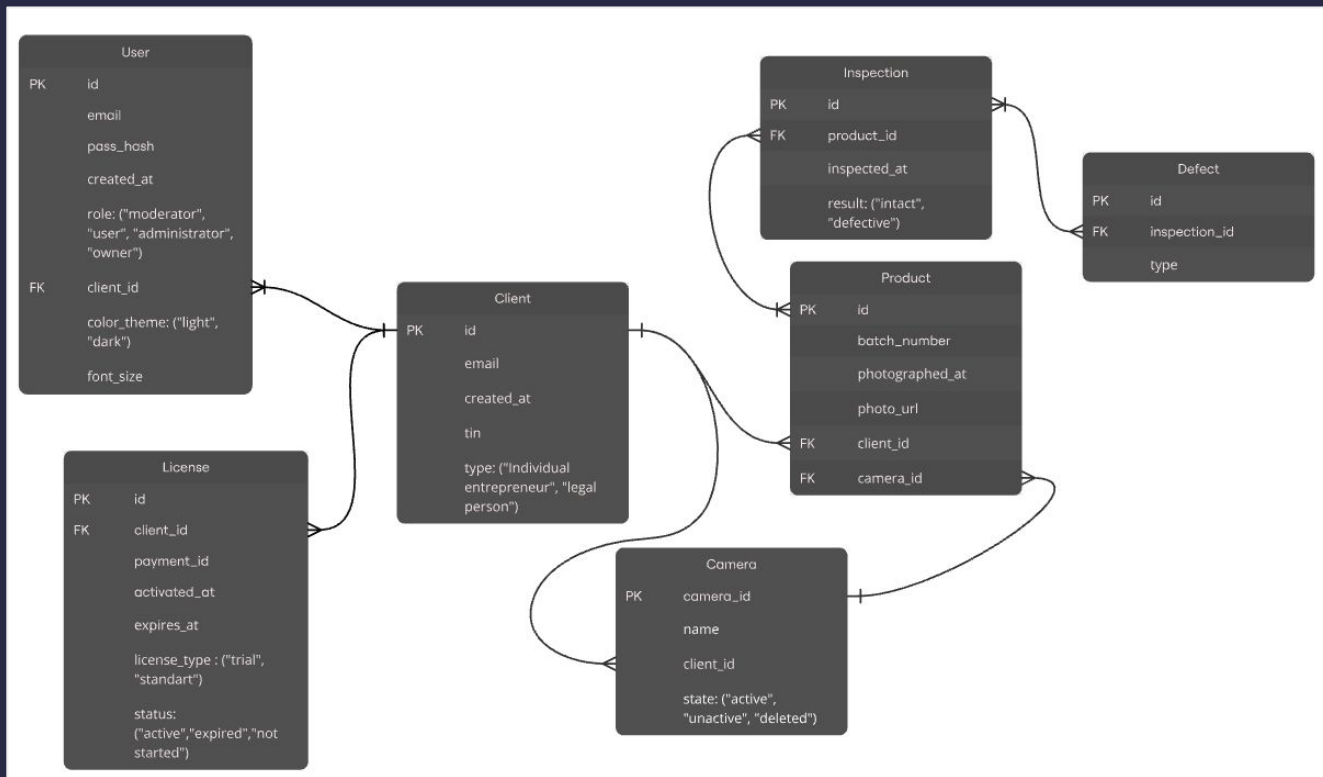 User
PK id
email
pass_hash
created_at
role: ("moderator",
"user", "administrator",
"owner")
FK client_id
color_theme: ("light",
"dark")
font_size
License
PK id
FK client_id
payment_id
activated_at
expires_at
license_type : ("trial",
"standart")
status:
("active","expired","not
started")
Client
PK id
email
created_at
tin
type: ("Individual
entrepreneur", "legal
person")
Inspection
PK id
FK product_id
inspected_at
result: ("intact",
"defective")
Product
PK id
batch_number
photographed_at
photo_url
FK client_id
FK camera_id
Camera
PK camera_id
name
client_id
state: ("active",
"unactive", "deleted")
Defect
PK id
FK inspection_id
type